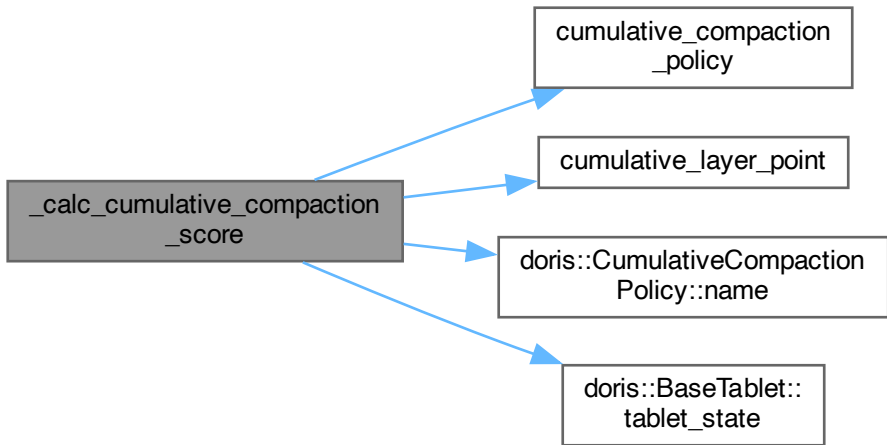 cumulative_compaction
_policy
cumulative_layer_point
_calc_cumulative_compaction
_score
doris::CumulativeCompaction
Policy::name
doris::BaseTablet::
tablet_state